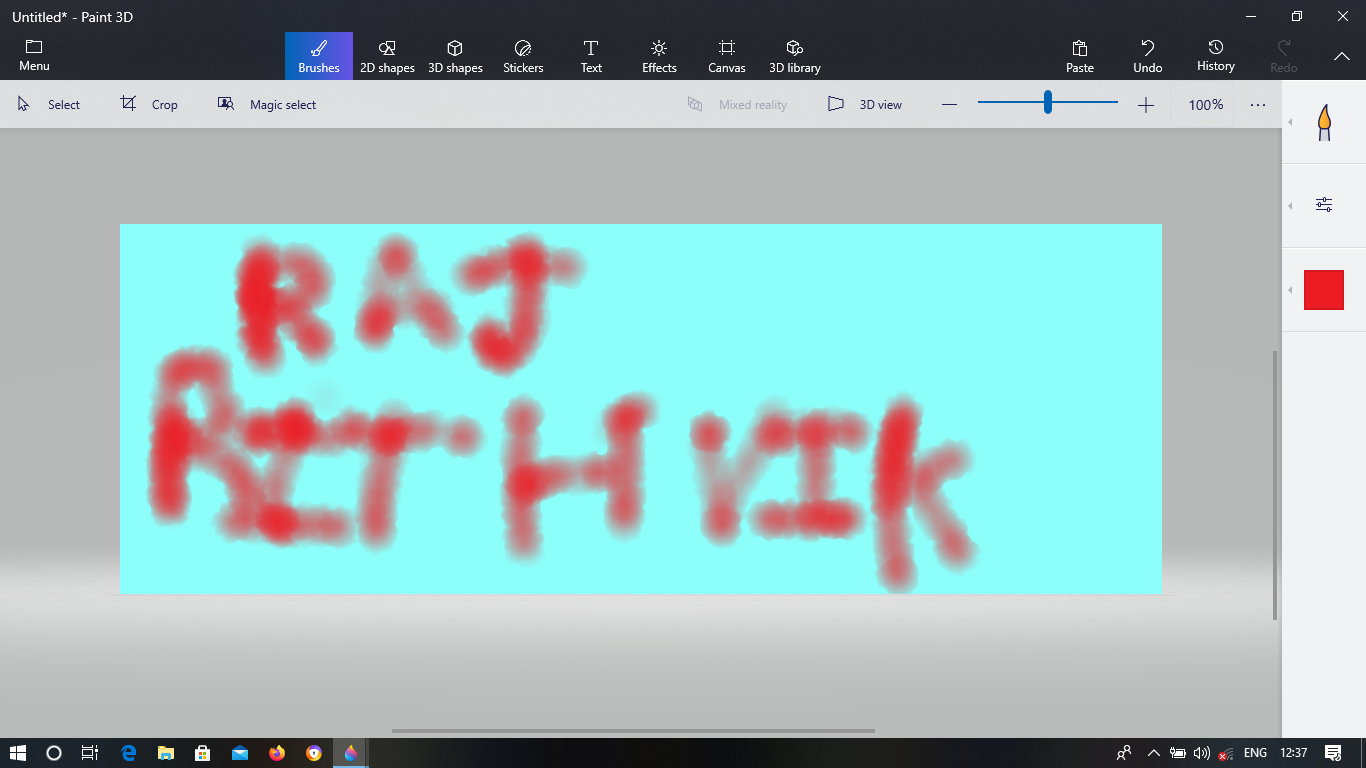 Untitled* - Paint 3D
Menu Brushes 2D shapes 3D shapes Stickers Text Effects Canvas 3D library Paste Undo History Redo
Select Crop Magic select Mixed reality 3D view 100% ...
RAJ
RITHVIK
ENG 12:37